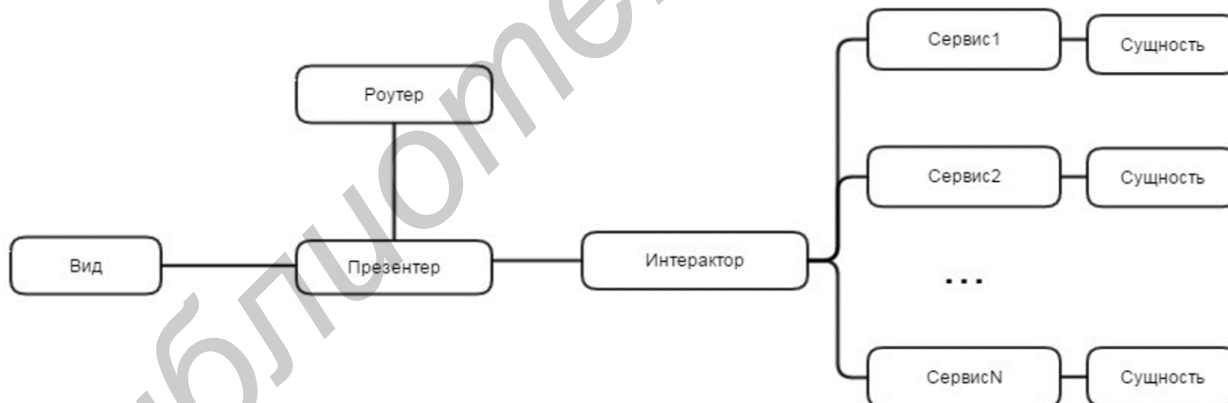 Сервис1
Сущность
Роутер
Сервис2
Сущность
Вид
Презентер
Интерактор
...
СервисN
Сущность